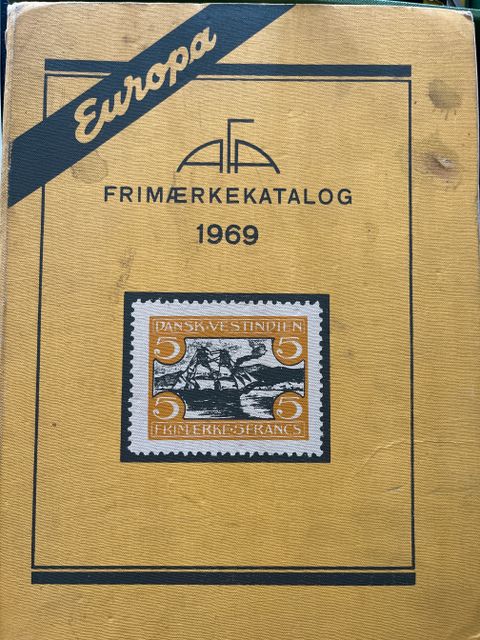 Europa
AFA
FRIMÆRKEKATALOG
1969
DANSK·VESTINDIEN
5 5
5 5
FRIMÆRKE·5 FRANCS